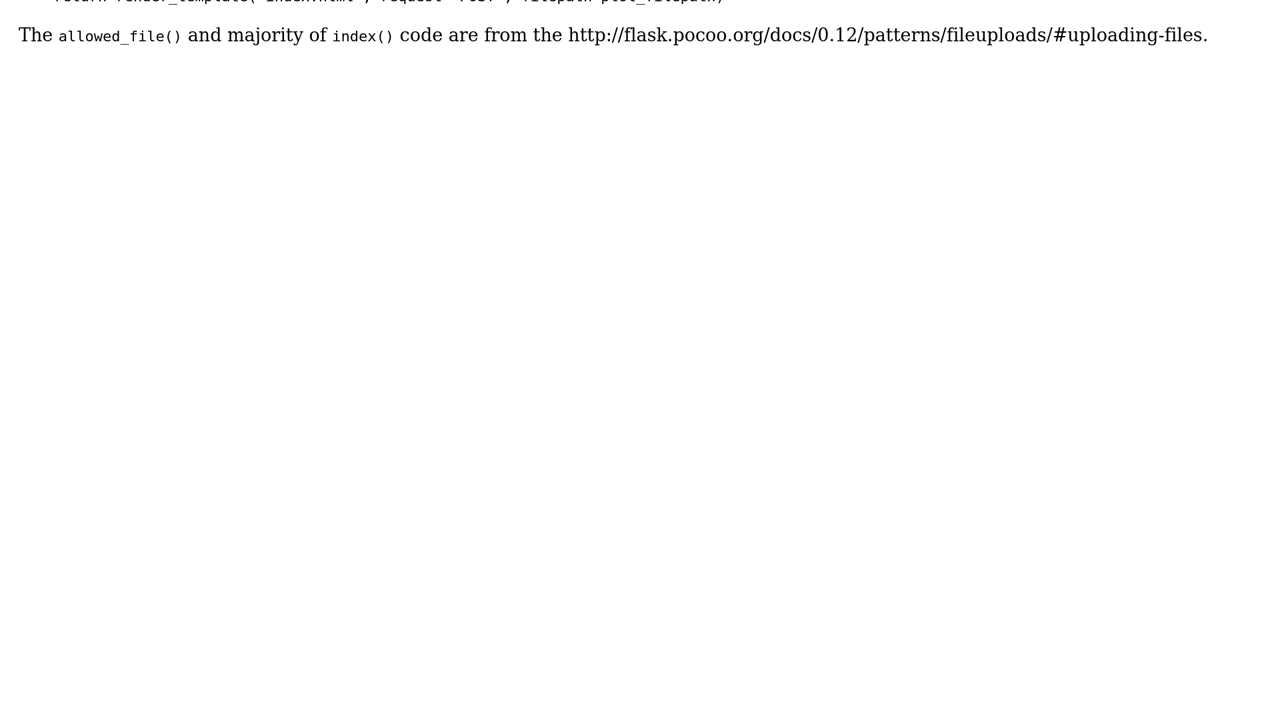 The allowed_file() and majority of index() code are from the http://flask.pocoo.org/docs/0.12/patterns/fileuploads/#uploading-files.